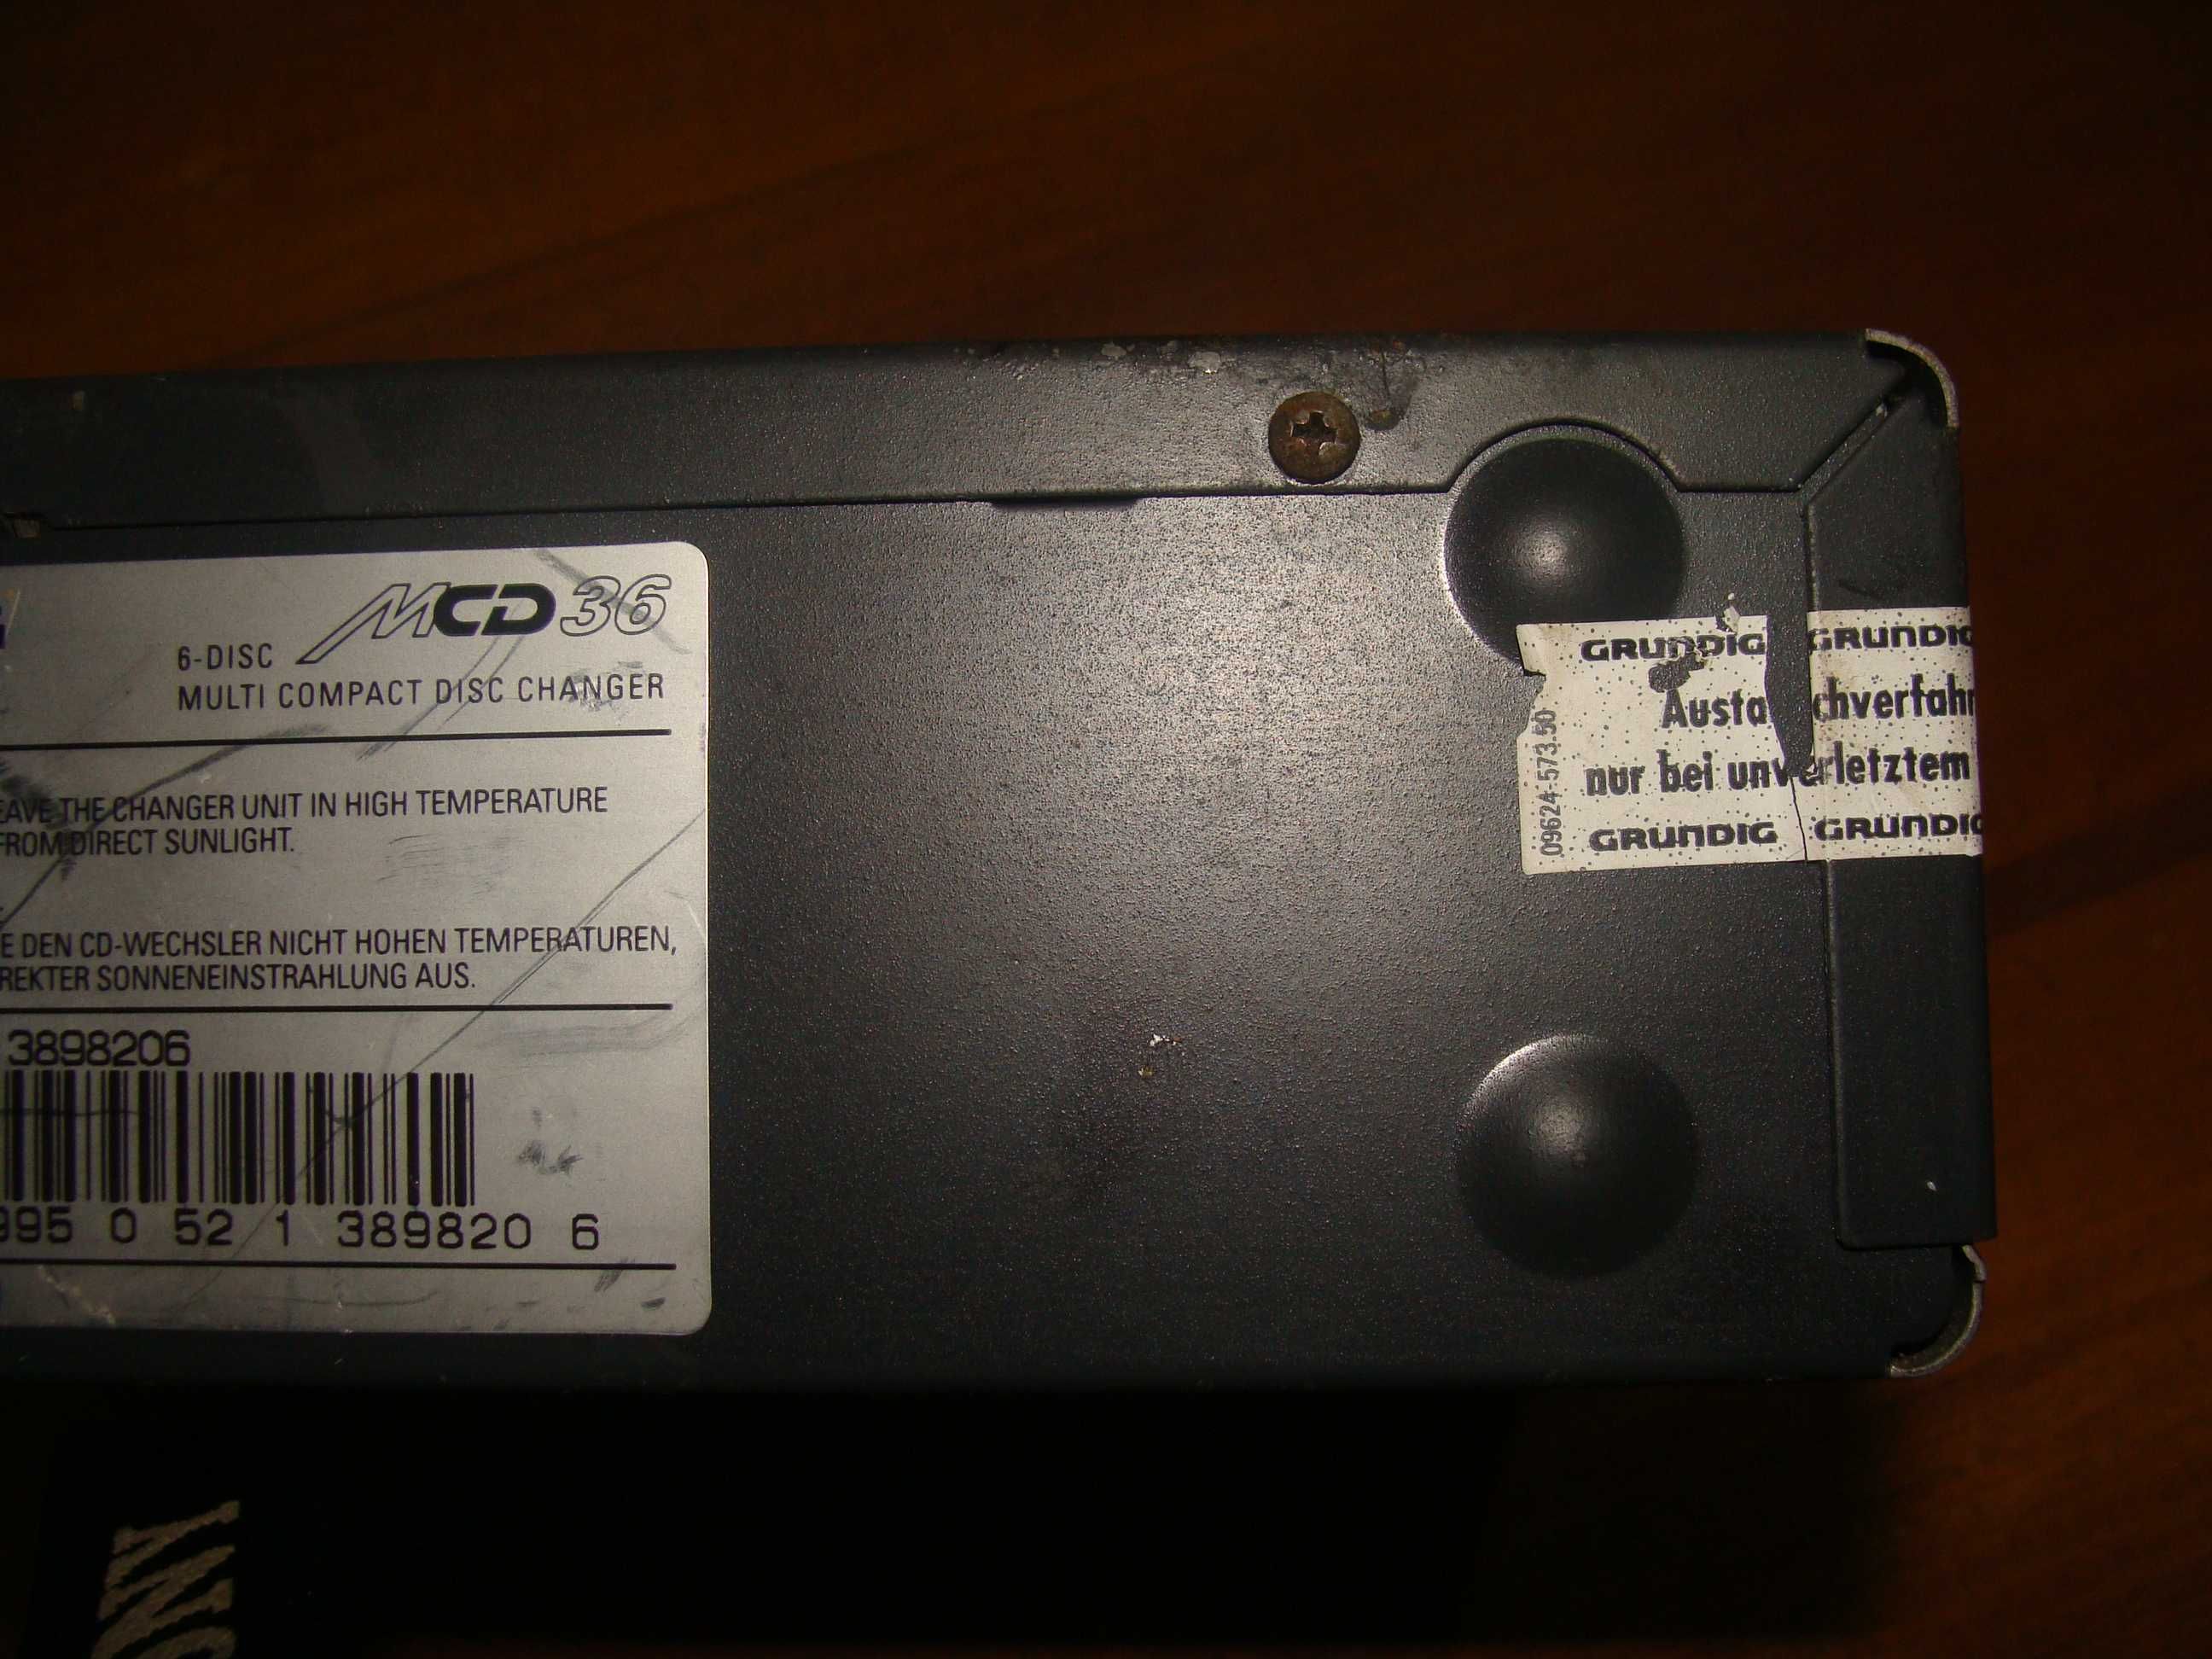 MCD 36
6-DISC
MULTI COMPACT DISC CHANGER
EAVE THE CHANGER UNIT IN HIGH TEMPERATURE
FROM DIRECT SUNLIGHT.
E DEN CD-WECHSLER NICHT HOHEN TEMPERATUREN,
REKTER SONNENEINSTRAHLUNG AUS.
3898206
995 0 52 1 389820 6
GRUNDIG GRUNDIG
Austa chverfahr
nur bei unverletztem
GRUNDIG GRUNDIG
09624-573.50